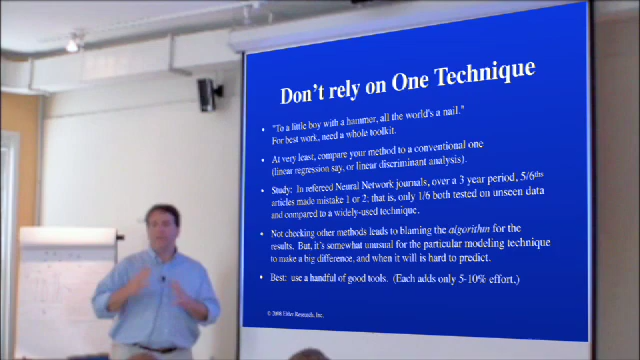 Don't rely on One Technique
• "To a little boy with a hammer, all the world's a nail."
For best work, need a whole toolkit.
• At very least, compare your method to a conventional one
(linear regression say, or linear discriminant analysis).
• Study: In refereed Neural Network journals, over a 3 year period, 5/6ths
articles made mistake 1 or 2; that is, only 1/6 both tested on unseen data
and compared to a widely-used technique.
• Not checking other methods leads to blaming the algorithm for the
results. But, it's somewhat unusual for the particular modeling technique
to make a big difference, and when it will is hard to predict.
• Best: use a handful of good tools. (Each adds only 5-10% effort.)
© 2008 Elder Research, Inc.